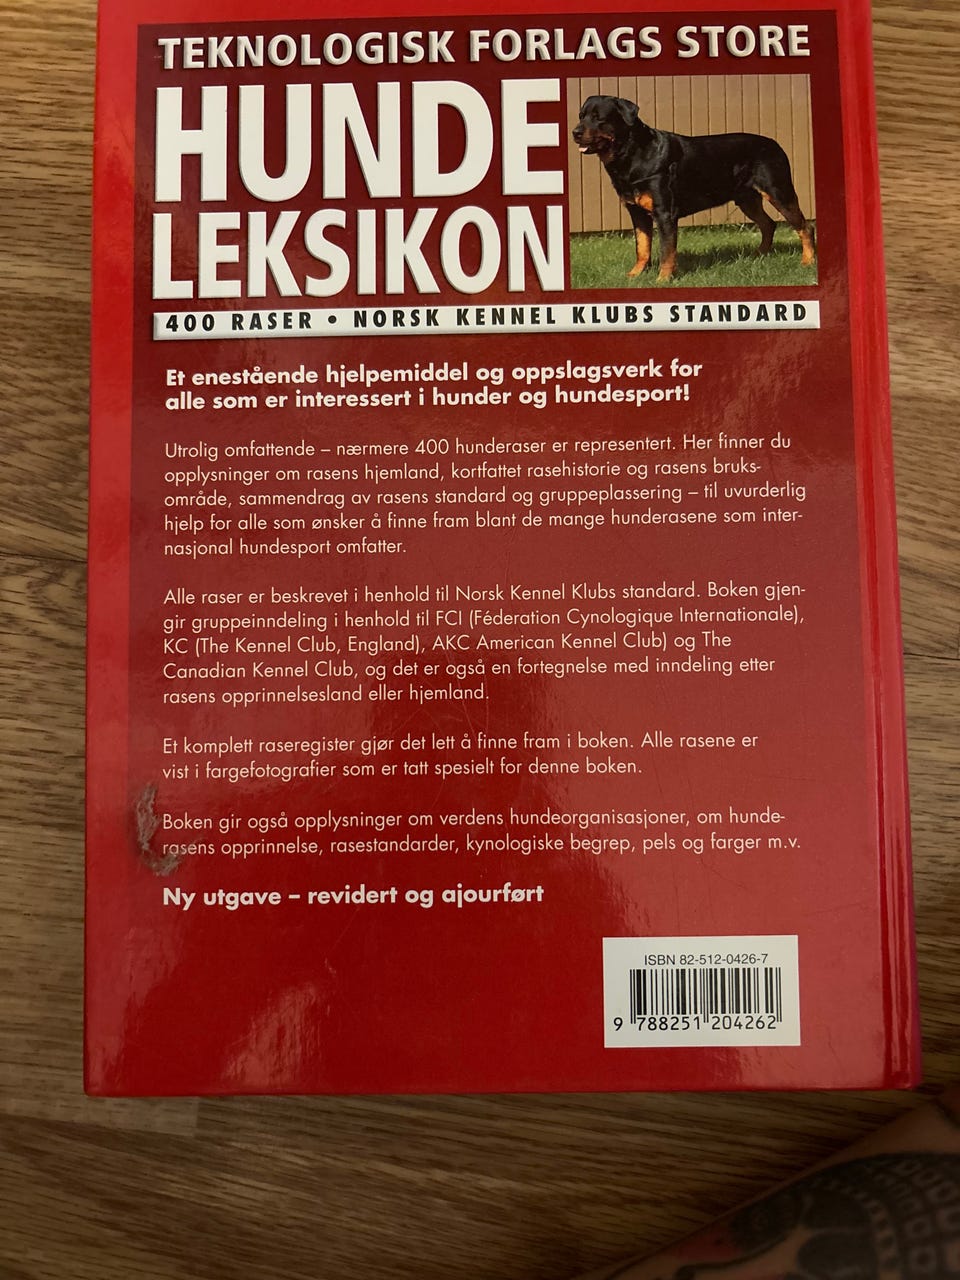 TEKNOLOGISK FORLAGS STORE
HUNDE
LEKSIKON
400 RASER • NORSK KENNEL KLUBS STANDARD
Et enestående hjelpemiddel og oppslagsverk for
alle som er interessert i hunder og hundesport!
Utrolig omfattende – nærmere 400 hunderaser er representert. Her finner du
opplysninger om rasens hjemland, kortfattet rasehistorie og rasens bruks-
område, sammendrag av rasens standard og gruppeplassering – til uvurderlig
hjelp for alle som ønsker å finne fram blant de mange hunderasene som inter-
nasjonal hundesport omfatter.
Alle raser er beskrevet i henhold til Norsk Kennel Klubs standard. Boken gjen-
gir gruppeinndeling i henhold til FCI (Féderation Cynologique Internationale),
KC (The Kennel Club, England), AKC American Kennel Club) og The
Canadian Kennel Club, og det er også en fortegnelse med inndeling etter
rasens opprinnelsesland eller hjemland.
Et komplett raseregister gjør det lett å finne fram i boken. Alle rasene er
vist i fargefotografier som er tatt spesielt for denne boken.
Boken gir også opplysninger om verdens hundeorganisasjoner, om hunde-
rasens opprinnelse, rasestandarder, kynologiske begrep, pels og farger m.v.
Ny utgave – revidert og ajourført
ISBN 82-512-0426-7
9 788251 204262